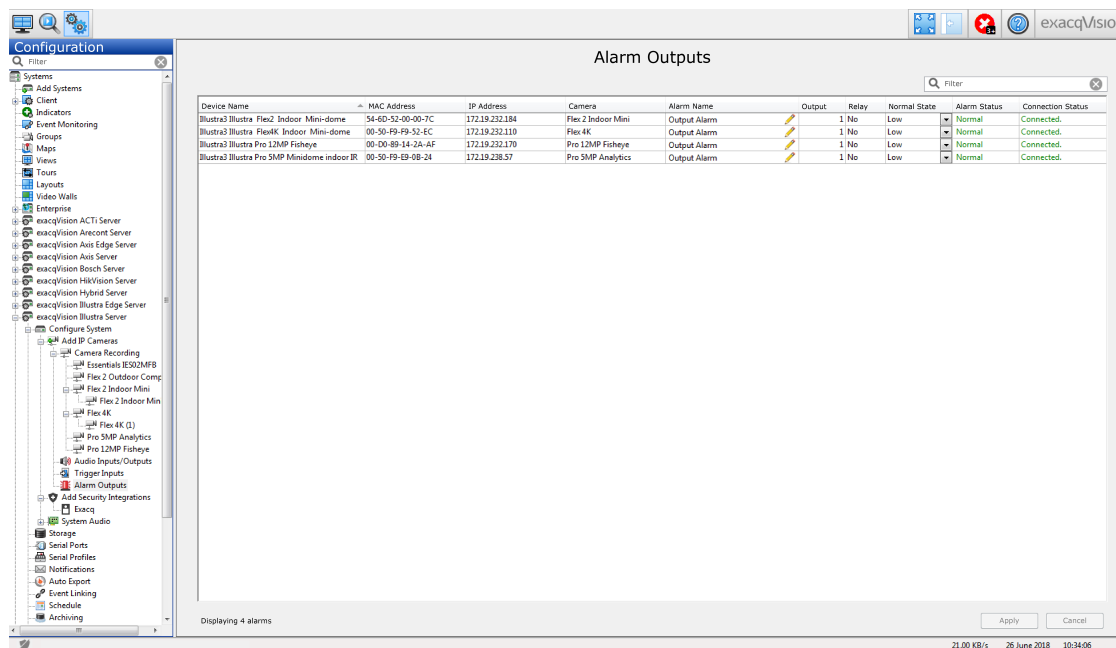 3+
exacqVisio
Configuration
Filter
Systems
Add Systems
Client
Indicators
Event Monitoring
Groups
Maps
Views
Tours
Layouts
Video Walls
Enterprise
exacqVision ACTi Server
exacqVision Arecont Server
exacqVision Axis Edge Server
exacqVision Axis Server
exacqVision Bosch Server
exacqVision HikVision Server
exacqVision Hybrid Server
exacqVision Illustra Edge Server
exacqVision Illustra Server
Configure System
Add IP Cameras
Camera Recording
Essentials IES02MFB
Flex 2 Outdoor Comp
Flex 2 Indoor Mini
Flex 2 Indoor Min
Flex 4K
Flex 4K (1)
Pro 5MP Analytics
Pro 12MP Fisheye
Audio Inputs/Outputs
Trigger Inputs
Alarm Outputs
Add Security Integrations
Exacq
System Audio
Storage
Serial Ports
Serial Profiles
Notifications
Auto Export
Event Linking
Schedule
Archiving
Alarm Outputs
Filter
Device Name MAC Address IP Address Camera Alarm Name Output Relay Normal State Alarm Status Connection Status
Illustra3 Illustra Flex2 Indoor Mini-dome 54-6D-52-00-00-7C 172.19.232.184 Flex 2 Indoor Mini Output Alarm 1 No Low Normal Connected.
Illustra3 Illustra Flex4K Indoor Mini-dome 00-50-F9-F9-52-EC 172.19.232.110 Flex 4K Output Alarm 1 No Low Normal Connected.
Illustra3 Illustra Pro 12MP Fisheye 00-D0-89-14-2A-AF 172.19.232.170 Pro 12MP Fisheye Output Alarm 1 No Low Normal Connected.
Illustra3 Illustra Pro 5MP Minidome indoor IR 00-50-F9-E9-0B-24 172.19.238.57 Pro 5MP Analytics Output Alarm 1 No Low Normal Connected.
Displaying 4 alarms
Apply
Cancel
21.00 KB/s 26 June 2018 10:34:06